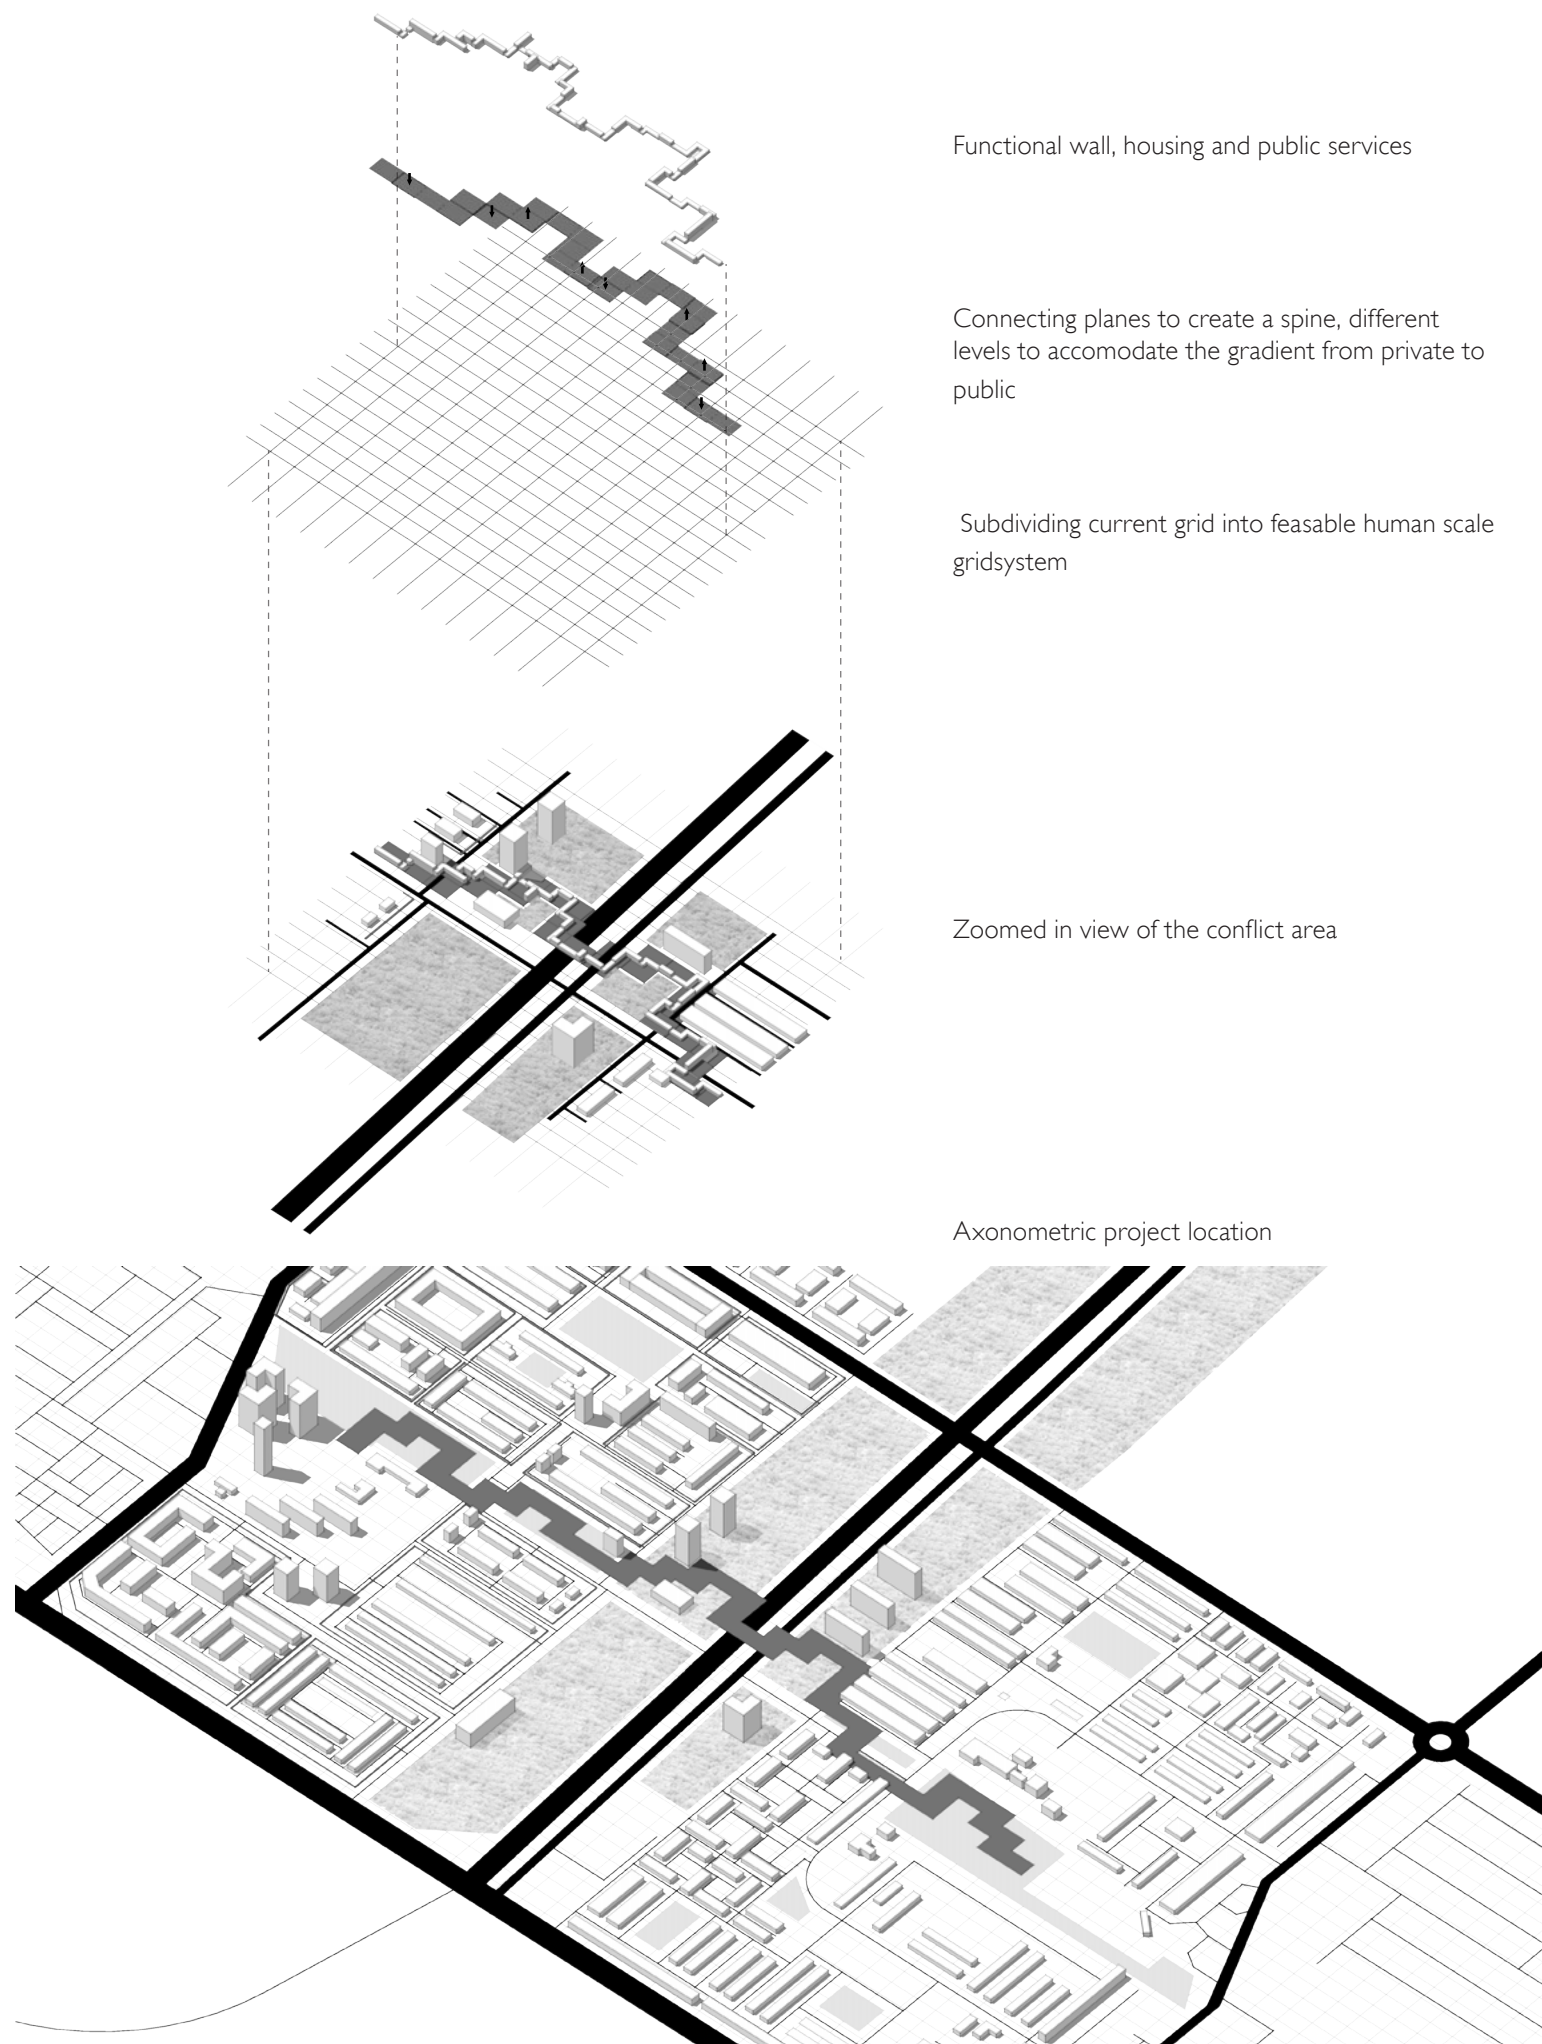 Functional wall, housing and public services
Connecting planes to create a spine, different
levels to accomodate the gradient from private to
public
Subdividing current grid into feasable human scale
gridsystem
Zoomed in view of the conflict area
Axonometric project location